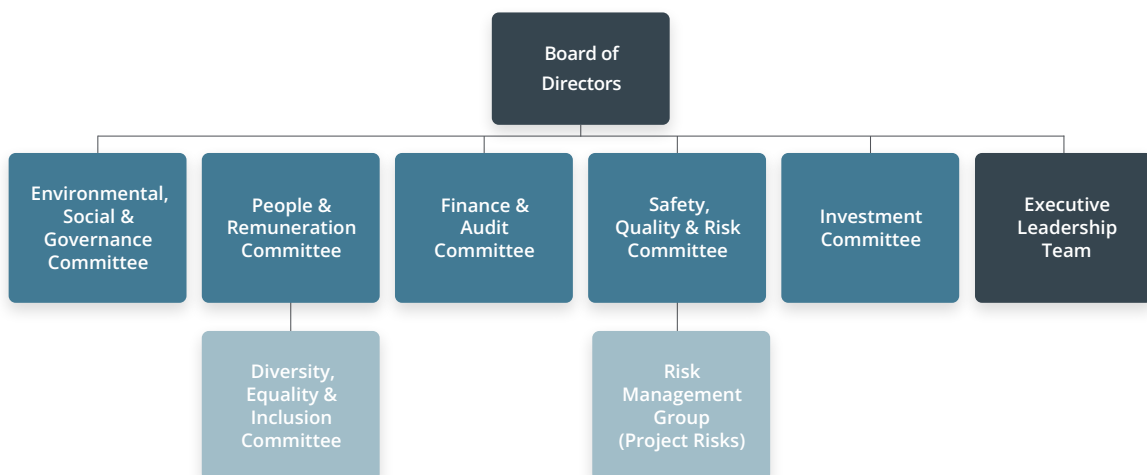 Board of
Directors
Environmental,
Social &
Governance
Committee
People &
Remuneration
Committee
Finance &
Audit
Committee
Safety,
Quality & Risk
Committee
Investment
Committee
Executive
Leadership
Team
Diversity,
Equality &
Inclusion
Committee
Risk
Management
Group
(Project Risks)